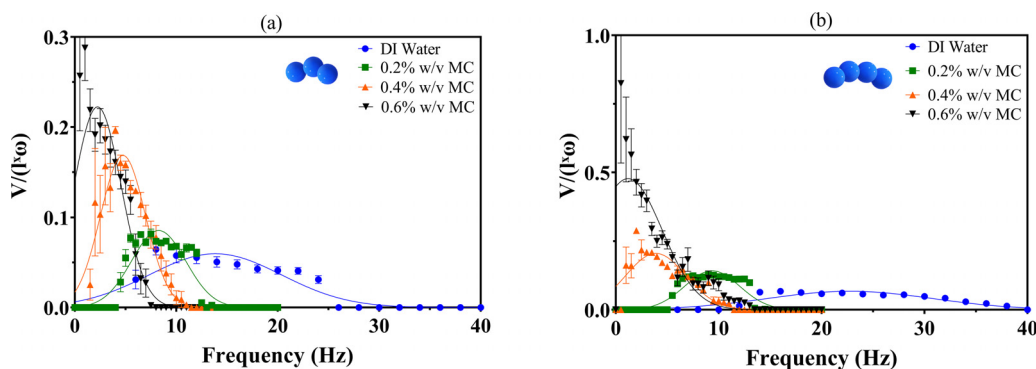 (a)
V/(lˣω)
0.3
0.2
0.1
0.0
DI Water
0.2% w/v MC
0.4% w/v MC
0.6% w/v MC
0 10 20 30 40
Frequency (Hz)
(b)
V/(lˣω)
1.0
0.5
0.0
DI Water
0.2% w/v MC
0.4% w/v MC
0.6% w/v MC
0 10 20 30 40
Frequency (Hz)